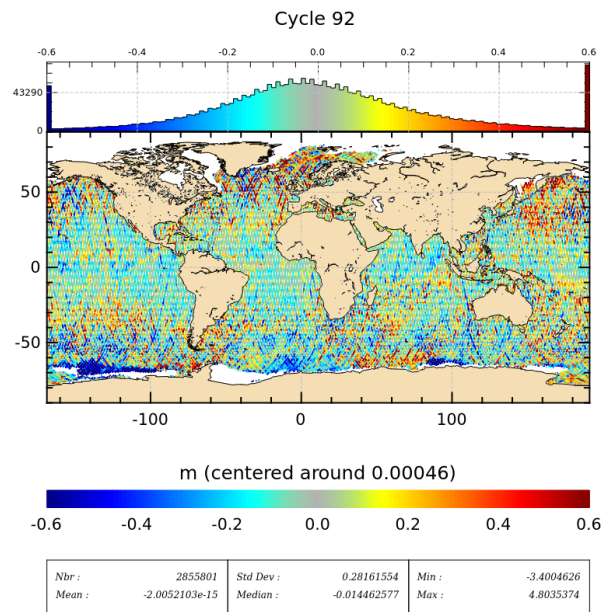 Cycle 92
-0.6 -0.4 -0.2 0.0 0.2 0.4 0.6
43290
0
50
0
-50
-100 0 100
m (centered around 0.00046)
-0.6 -0.4 -0.2 0.0 0.2 0.4 0.6
Nbr : 2855801 Std Dev : 0.28161554 Min : -3.4004626
Mean : -2.0052103e-15 Median : -0.014462577 Max : 4.8035374